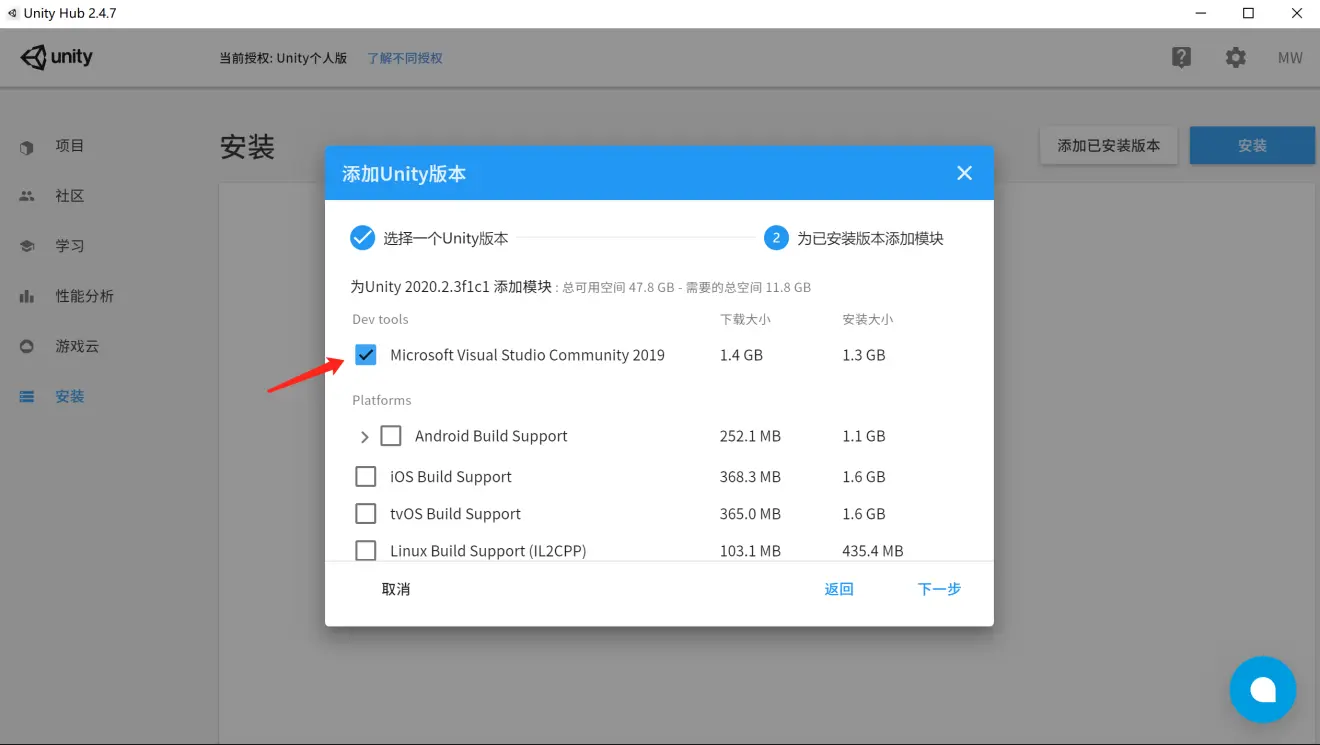 Unity Hub 2.4.7
unity
当前授权: Unity个人版 了解不同授权
MW
项目
社区
学习
性能分析
游戏云
安装
安装
添加已安装版本
安装
添加Unity版本
选择一个Unity版本
2 为已安装版本添加模块
为Unity 2020.2.3f1c1 添加模块 : 总可用空间 47.8 GB - 需要的总空间 11.8 GB
Dev tools 下载大小 安装大小
Microsoft Visual Studio Community 2019 1.4 GB 1.3 GB
Platforms
Android Build Support 252.1 MB 1.1 GB
iOS Build Support 368.3 MB 1.6 GB
tvOS Build Support 365.0 MB 1.6 GB
Linux Build Support (IL2CPP) 103.1 MB 435.4 MB
取消 返回 下一步